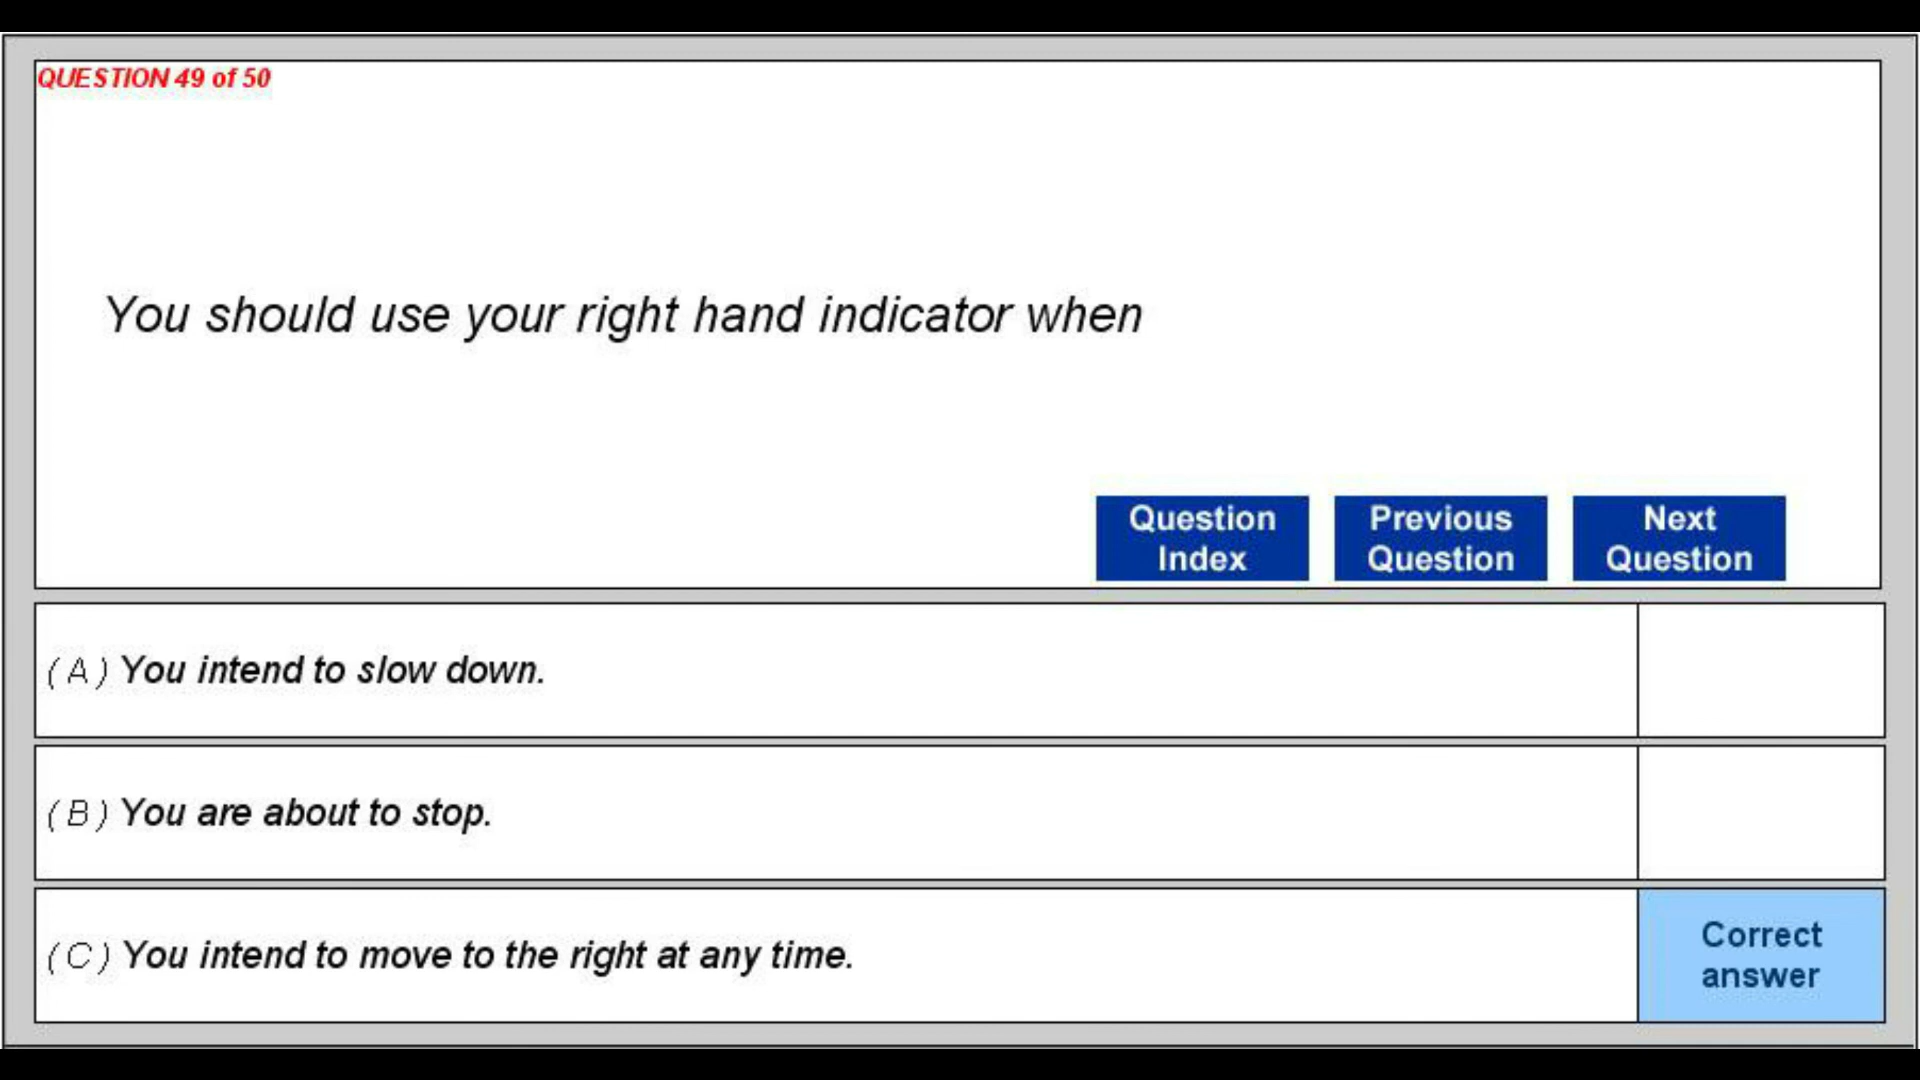 QUESTION 49 of 50
You should use your right hand indicator when
Question Index
Previous Question
Next Question
(A) You intend to slow down.
(B) You are about to stop.
(C) You intend to move to the right at any time.
Correct answer